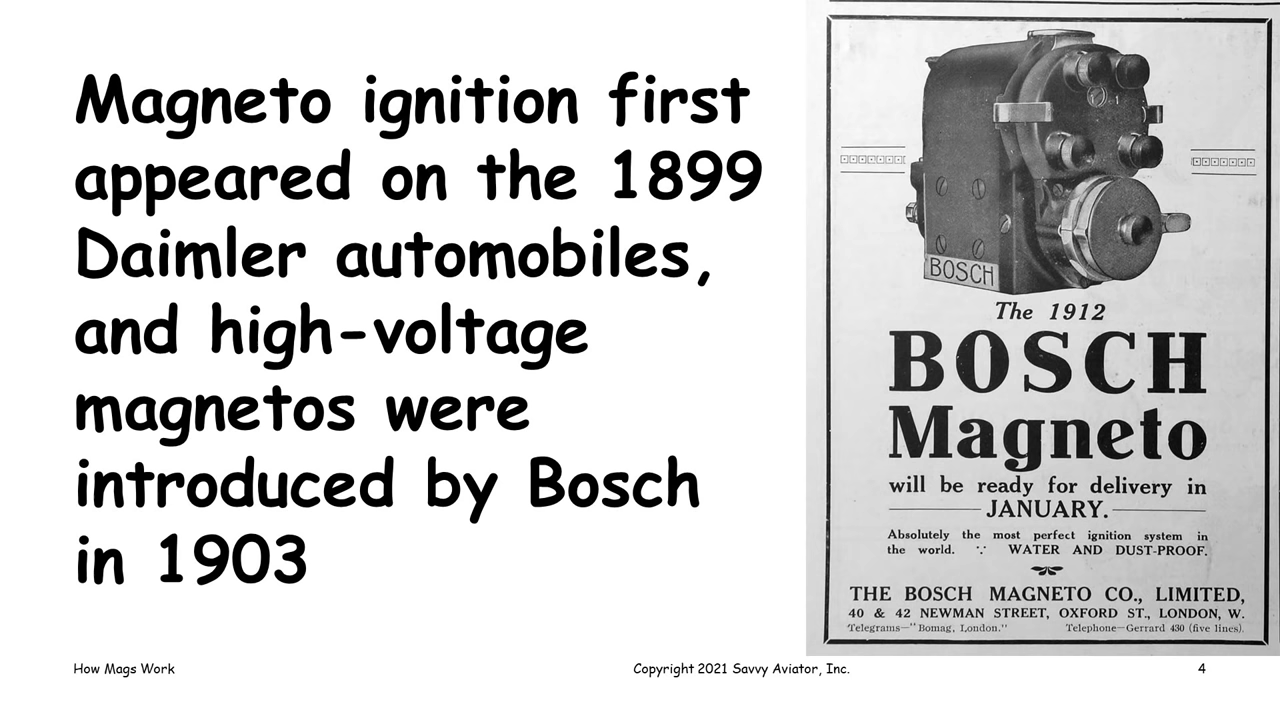 Magneto ignition first
appeared on the 1899
Daimler automobiles,
and high-voltage
magnetos were
introduced by Bosch
in 1903
BOSCH
The 1912
BOSCH
Magneto
will be ready for delivery in
JANUARY.
Absolutely the most perfect ignition system in
the world. ∵ WATER AND DUST-PROOF.
THE BOSCH MAGNETO CO., LIMITED,
40 & 42 NEWMAN STREET, OXFORD ST., LONDON, W.
Telegrams—"Bomag, London." Telephone—Gerrard 430 (five lines).
How Mags Work Copyright 2021 Savvy Aviator, Inc. 4